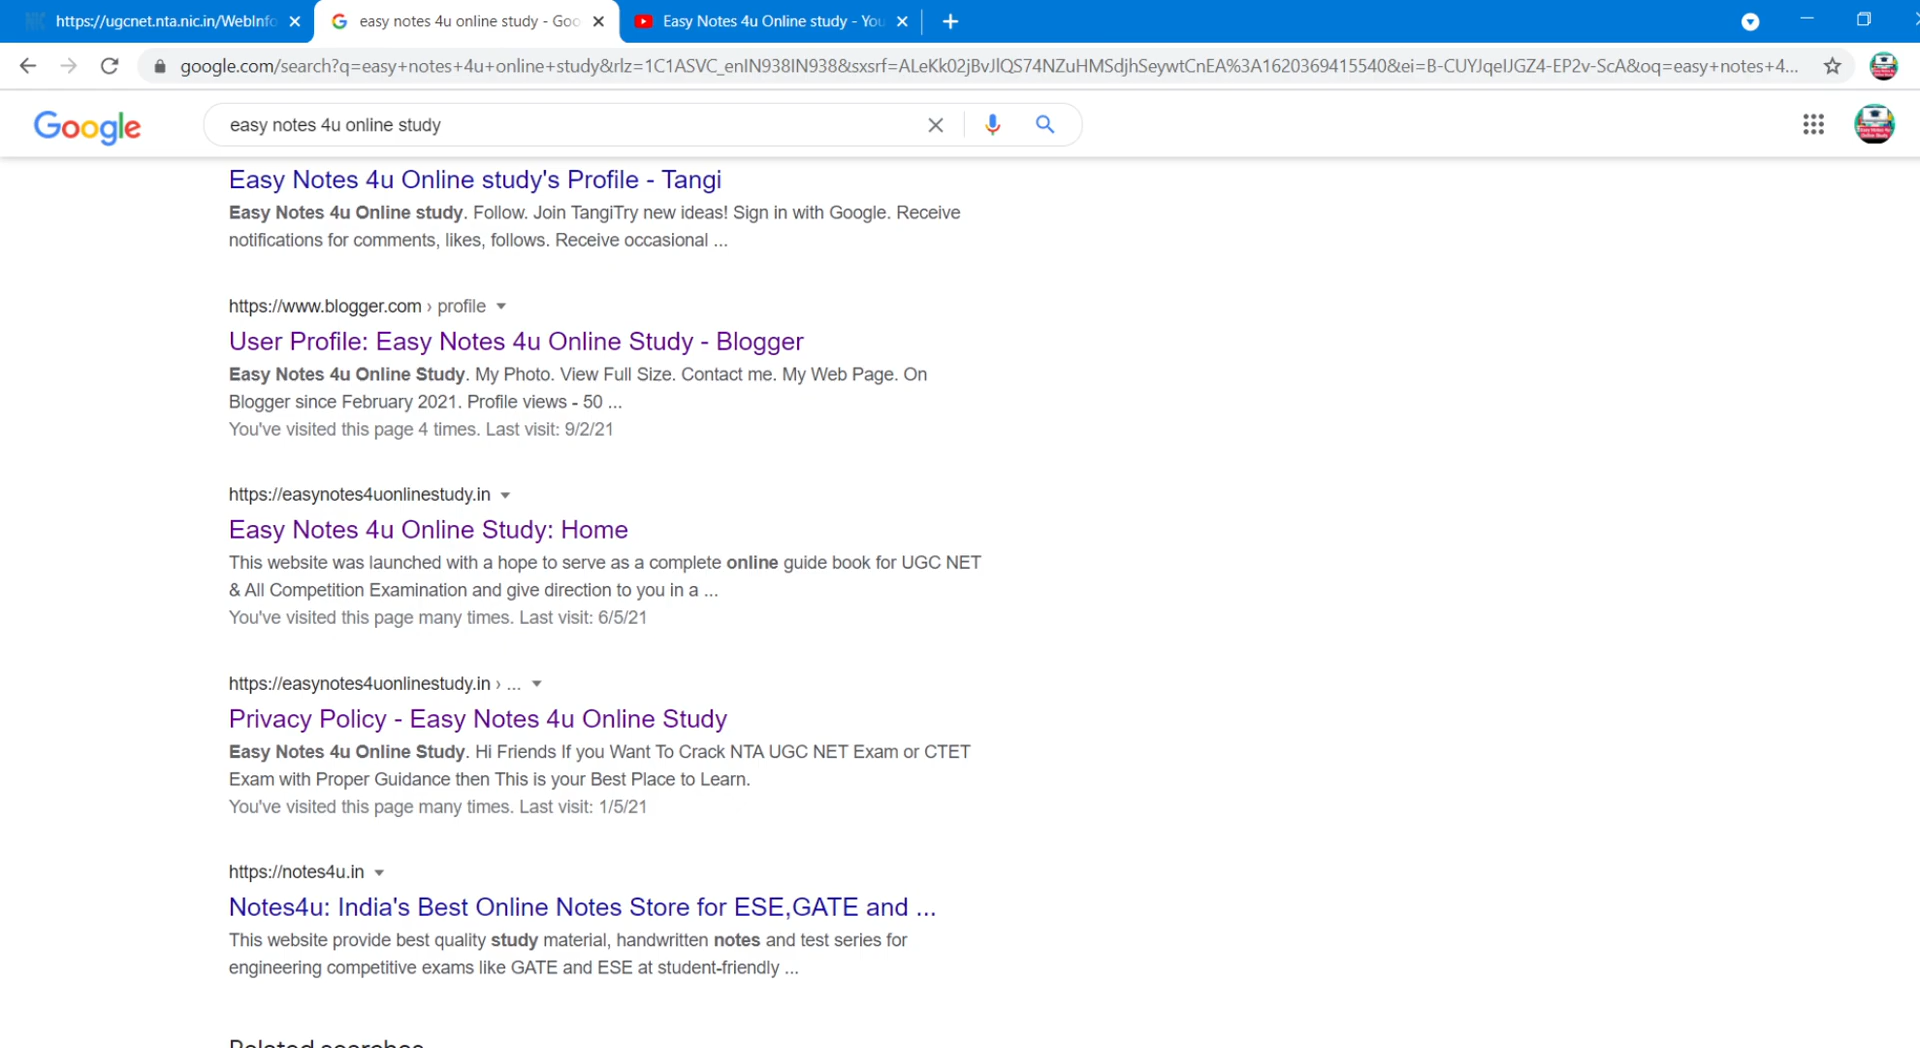 https://ugcnet.nta.nic.in/WebInfo
easy notes 4u online study - Goo
Easy Notes 4u Online study - You
google.com/search?q=easy+notes+4u+online+study&rlz=1C1ASVC_enIN938IN938&sxsrf=ALeKk02jBvJlQS74NZuHMSdjhSeywtCnEA%3A1620369415540&ei=B-CUYJqeIJGZ4-EP2v-ScA&oq=easy+notes+4...
Google
easy notes 4u online study
Easy Notes 4u Online study's Profile - Tangi
Easy Notes 4u Online study. Follow. Join TangiTry new ideas! Sign in with Google. Receive
notifications for comments, likes, follows. Receive occasional ...
https://www.blogger.com › profile
User Profile: Easy Notes 4u Online Study - Blogger
Easy Notes 4u Online Study. My Photo. View Full Size. Contact me. My Web Page. On
Blogger since February 2021. Profile views - 50 ...
You've visited this page 4 times. Last visit: 9/2/21
https://easynotes4uonlinestudy.in
Easy Notes 4u Online Study: Home
This website was launched with a hope to serve as a complete online guide book for UGC NET
& All Competition Examination and give direction to you in a ...
You've visited this page many times. Last visit: 6/5/21
https://easynotes4uonlinestudy.in › ...
Privacy Policy - Easy Notes 4u Online Study
Easy Notes 4u Online Study. Hi Friends If you Want To Crack NTA UGC NET Exam or CTET
Exam with Proper Guidance then This is your Best Place to Learn.
You've visited this page many times. Last visit: 1/5/21
https://notes4u.in
Notes4u: India's Best Online Notes Store for ESE,GATE and ...
This website provide best quality study material, handwritten notes and test series for
engineering competitive exams like GATE and ESE at student-friendly ...
Related searches